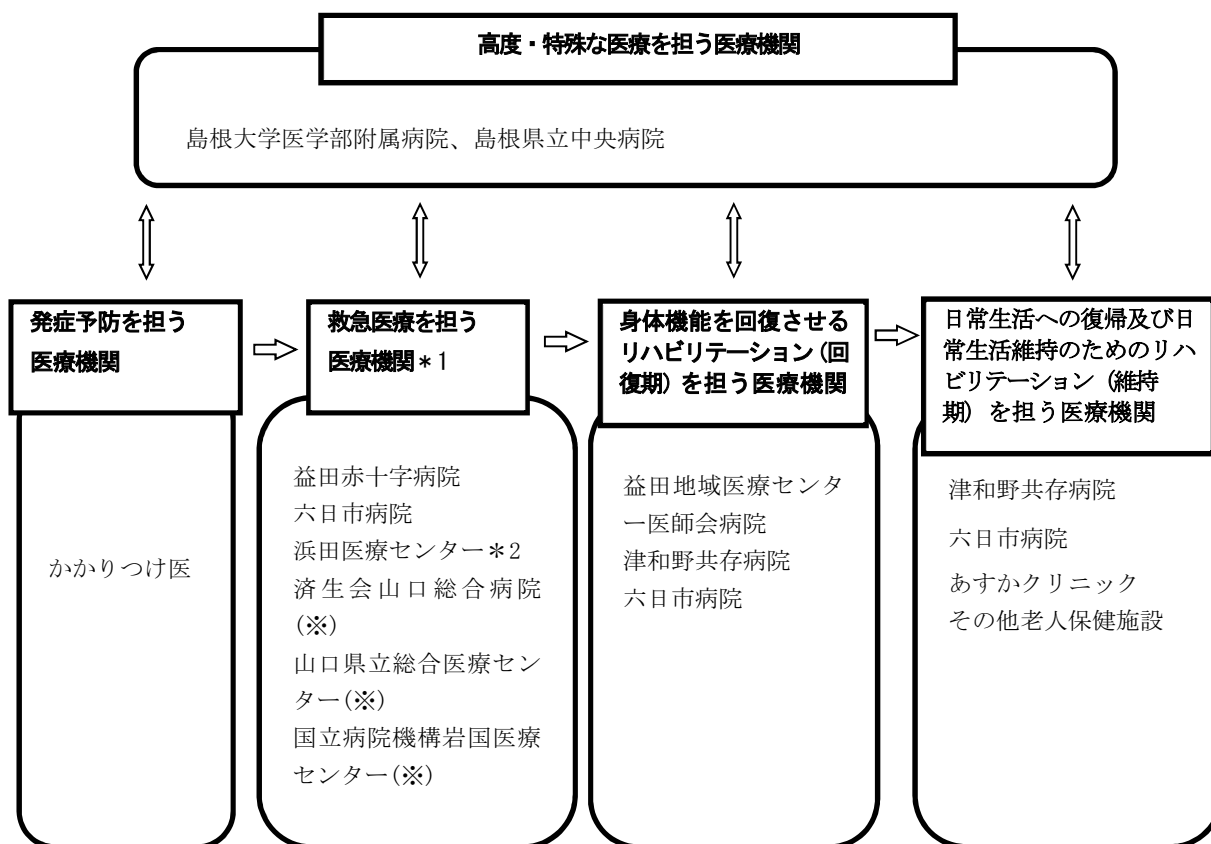 高度・特殊な医療を担う医療機関
島根大学医学部附属病院、島根県立中央病院
発症予防を担う
医療機関
かかりつけ医
救急医療を担う
医療機関＊1
益田赤十字病院
六日市病院
浜田医療センター＊2
済生会山口総合病院
(※)
山口県立総合医療セン
ター(※)
国立病院機構岩国医療
センター(※)
身体機能を回復させる
リハビリテーション(回
復期）を担う医療機関
益田地域医療センタ
ー医師会病院
津和野共存病院
六日市病院
日常生活への復帰及び日
常生活維持のためのリハ
ビリテーション（維持
期）を担う医療機関
津和野共存病院
六日市病院
あすかクリニック
その他老人保健施設